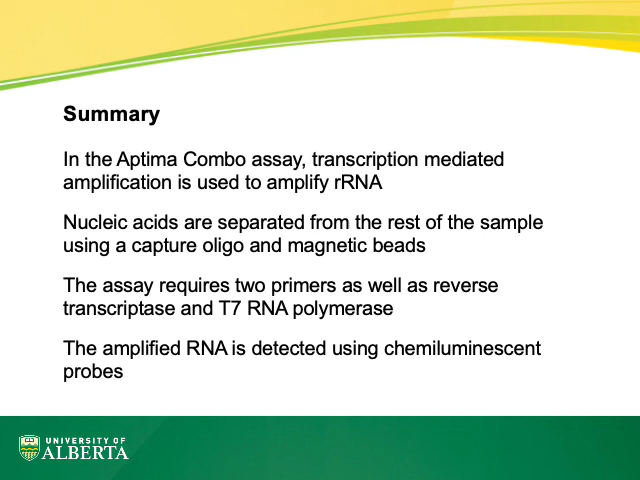 Summary
In the Aptima Combo assay, transcription mediated
amplification is used to amplify rRNA
Nucleic acids are separated from the rest of the sample
using a capture oligo and magnetic beads
The assay requires two primers as well as reverse
transcriptase and T7 RNA polymerase
The amplified RNA is detected using chemiluminescent
probes
UNIVERSITY OF
ALBERTA